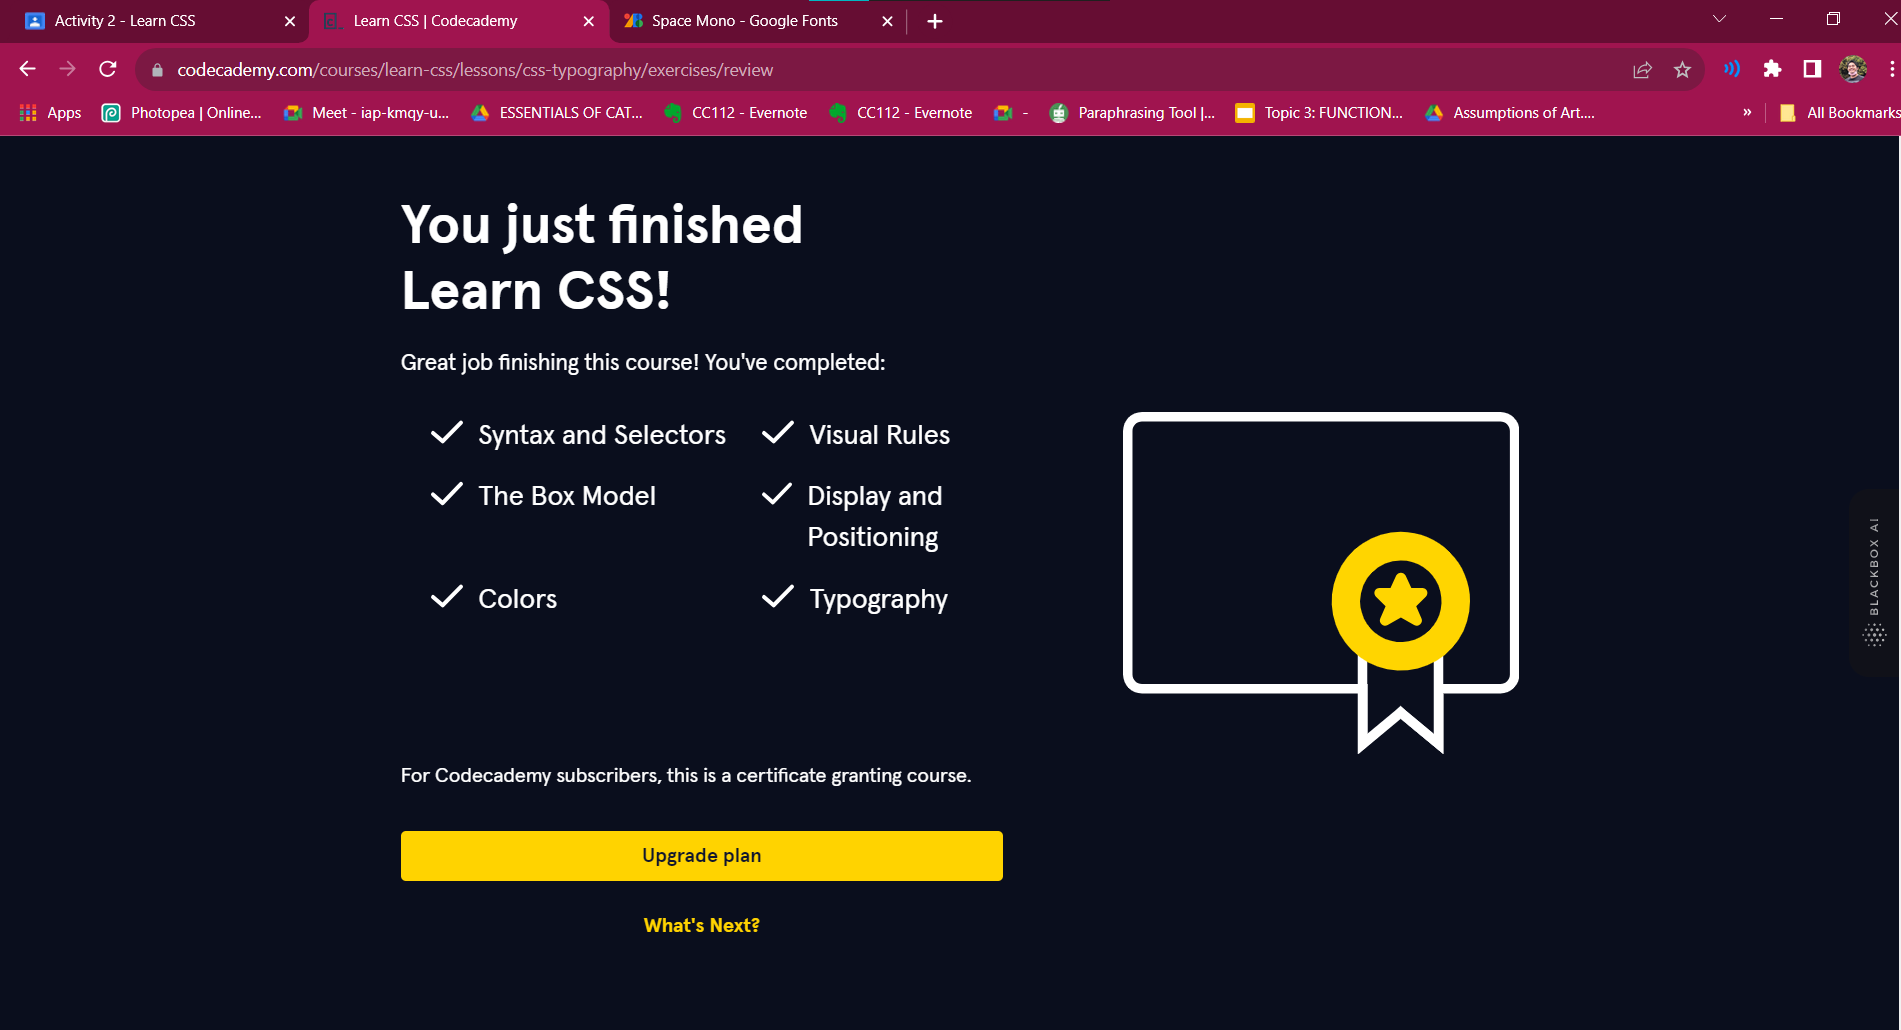 Activity 2 - Learn CSS
Learn CSS | Codecademy
Space Mono - Google Fonts
codecademy.com/courses/learn-css/lessons/css-typography/exercises/review
Apps
Photopea | Online...
Meet - iap-kmqy-u...
ESSENTIALS OF CAT...
CC112 - Evernote
CC112 - Evernote
-
Paraphrasing Tool |...
Topic 3: FUNCTION...
Assumptions of Art....
»
All Bookmarks
You just finished
Learn CSS!
Great job finishing this course! You've completed:
Syntax and Selectors
Visual Rules
The Box Model
Display and
Positioning
Colors
Typography
BLACKBOX AI
For Codecademy subscribers, this is a certificate granting course.
Upgrade plan
What's Next?